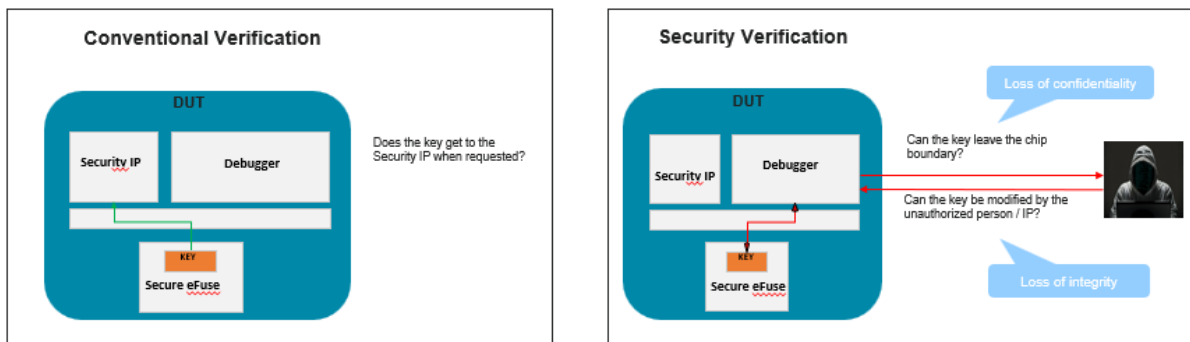 Conventional Verification
DUT
Security IP
Debugger
KEY
Secure eFuse
Does the key get to the
Security IP when requested?
Security Verification
DUT
Security IP
Debugger
KEY
Secure eFuse
Loss of confidentiality
Can the key leave the chip
boundary?
Can the key be modified by the
unauthorized person / IP?
Loss of integrity